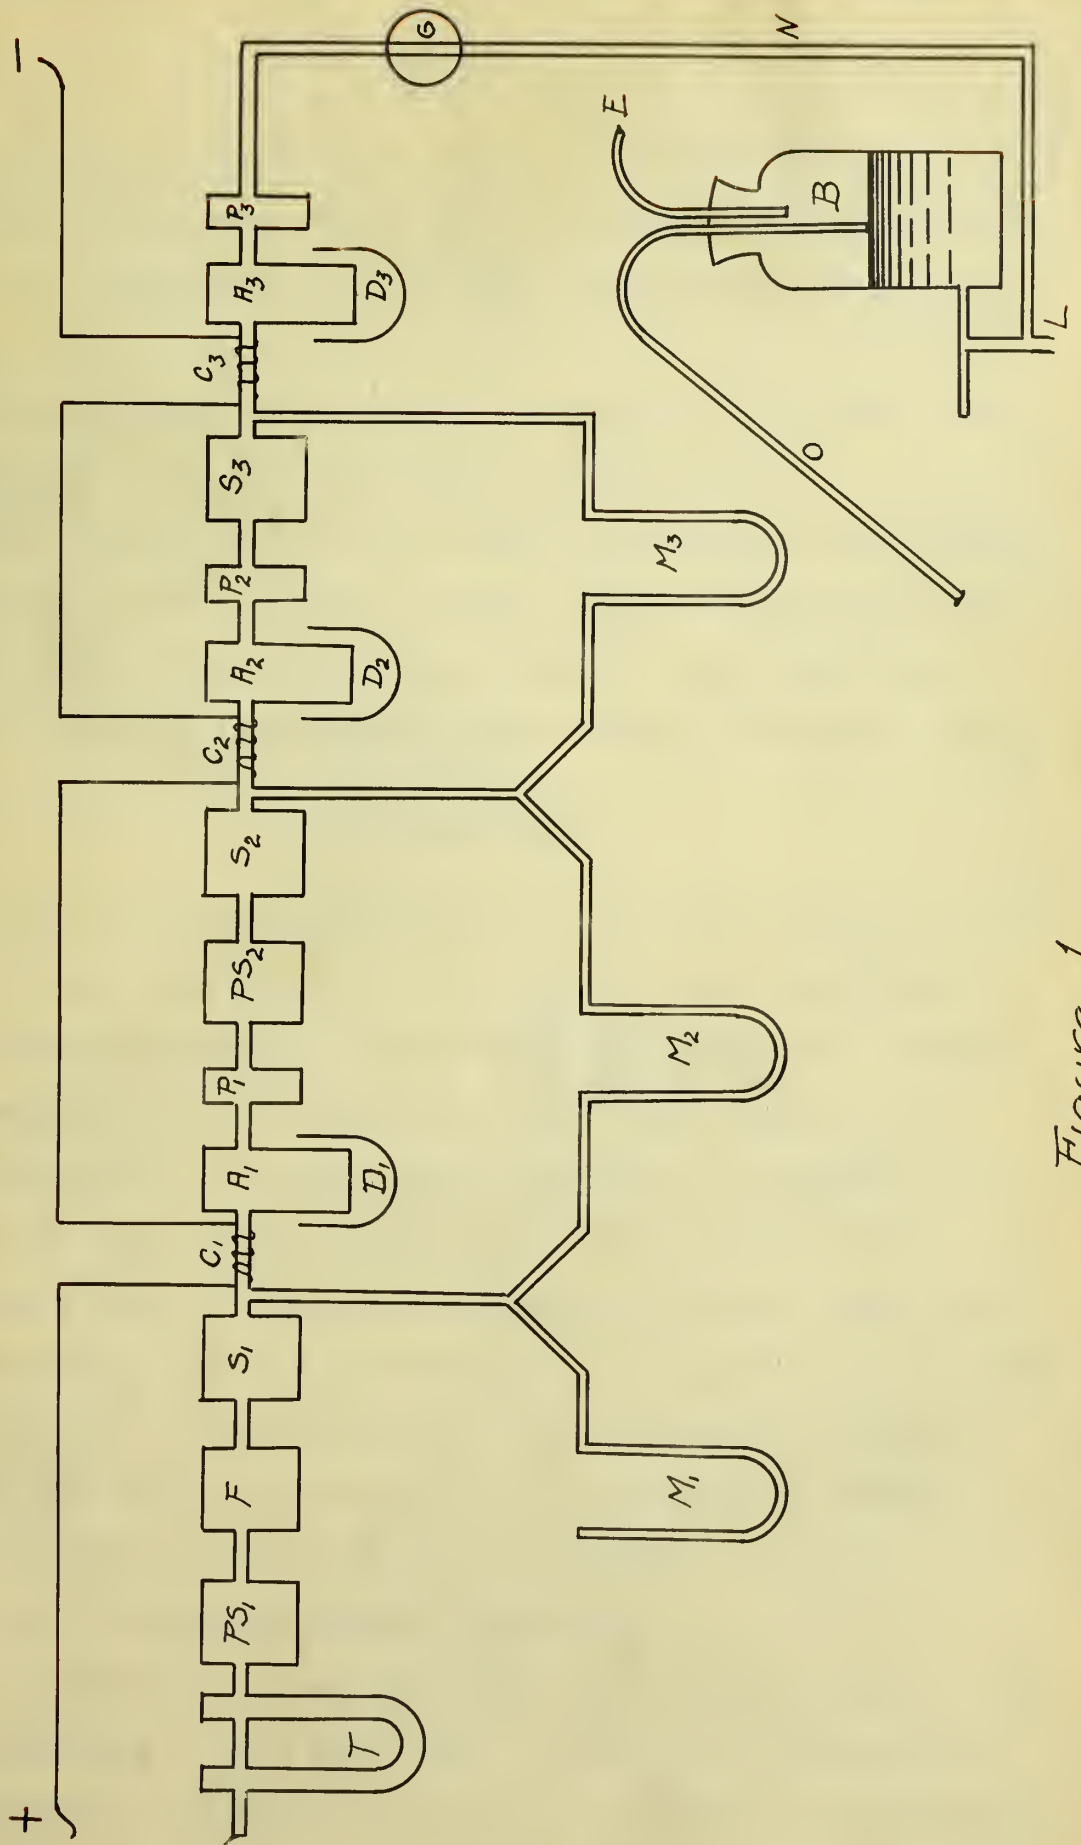 −
+
G
N
E
P₃
A₃
D₃
C₃
B
L
S₃
P₂
A₂
D₂
C₂
M₃
O
S₂
PS₂
P₁
A₁
D₁
C₁
M₂
S₁
F
PS₁
T
M₁
Figure 1